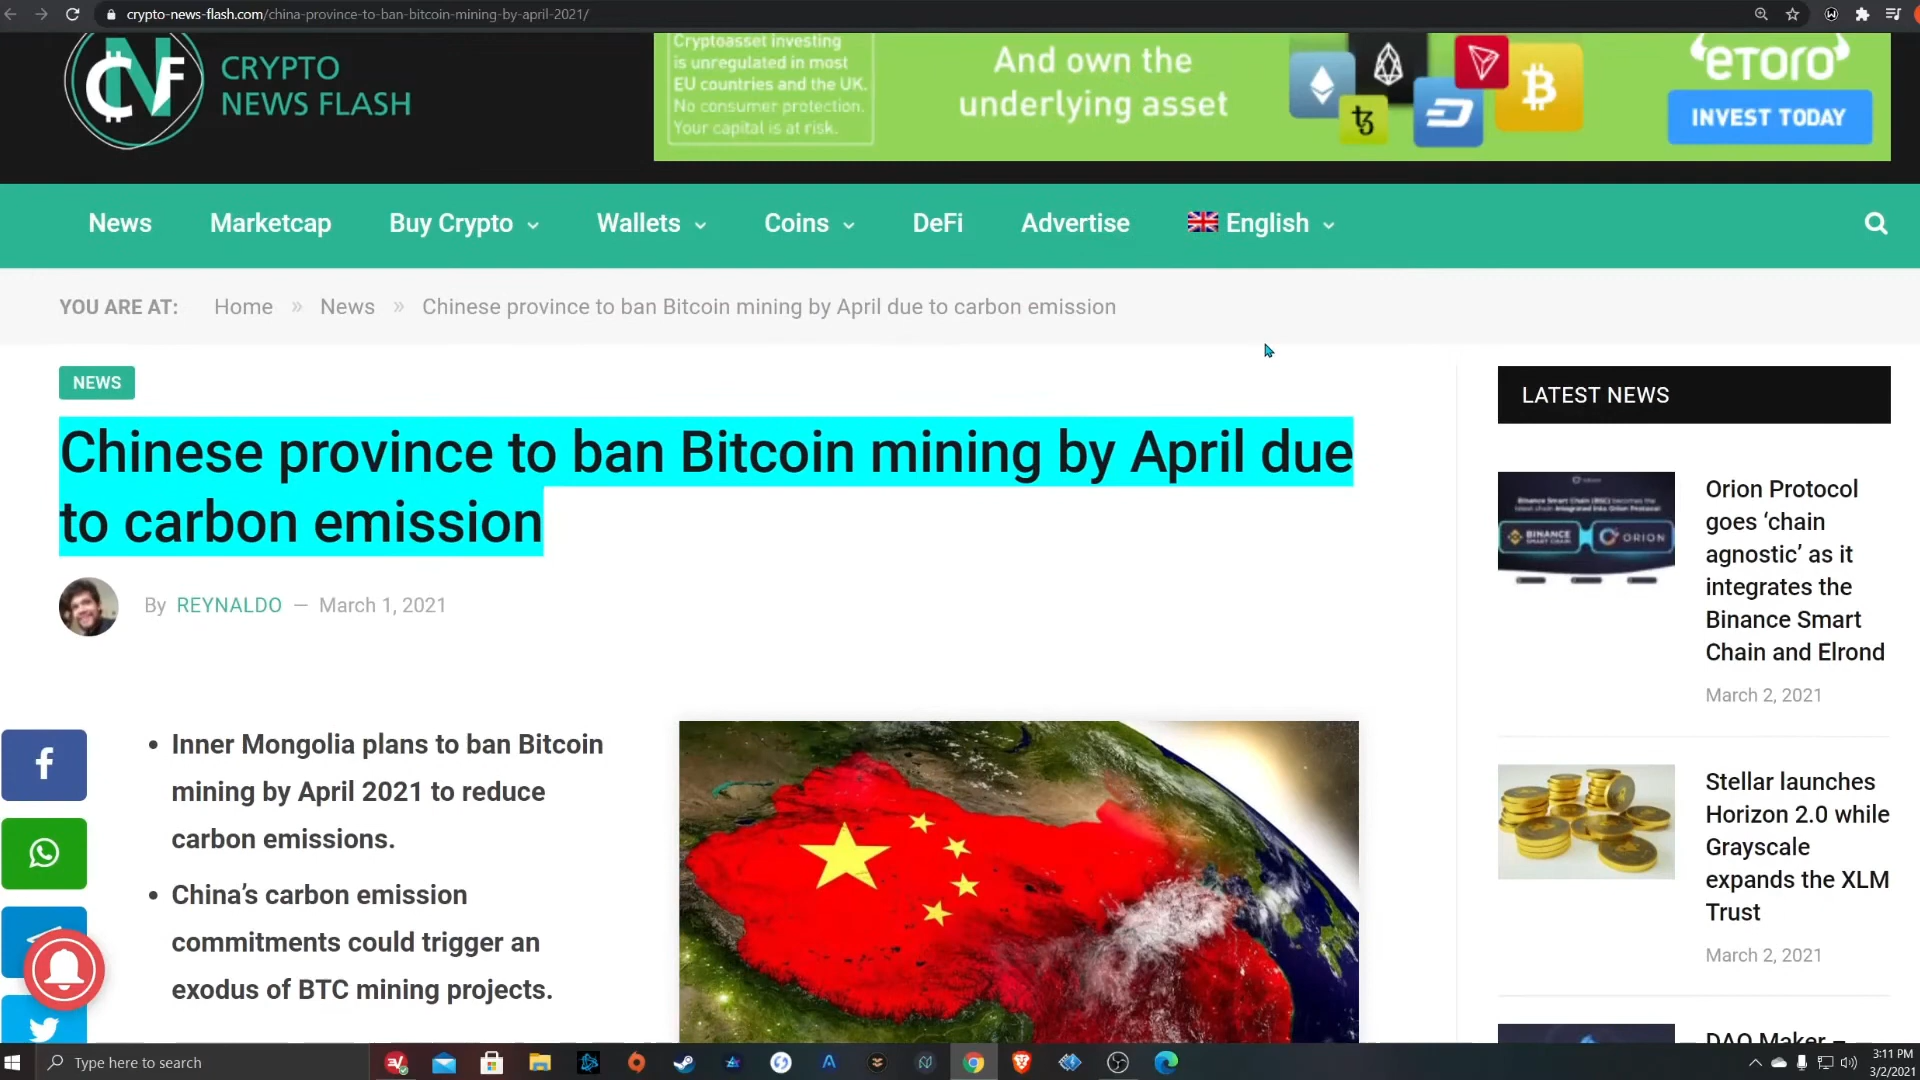 crypto-news-flash.com/china-province-to-ban-bitcoin-mining-by-april-2021/
CNF
CRYPTO
NEWS FLASH
Cryptoasset investing
is unregulated in most
EU countries and the UK.
No consumer protection.
Your capital is at risk.
And own the
underlying asset
eTORO
INVEST TODAY
News
Marketcap
Buy Crypto
Wallets
Coins
DeFi
Advertise
English
YOU ARE AT:
Home » News » Chinese province to ban Bitcoin mining by April due to carbon emission
NEWS
Chinese province to ban Bitcoin mining by April due
to carbon emission
By REYNALDO — March 1, 2021
• Inner Mongolia plans to ban Bitcoin
mining by April 2021 to reduce
carbon emissions.
• China’s carbon emission
commitments could trigger an
exodus of BTC mining projects.
LATEST NEWS
BINANCE
ORION
Orion Protocol
goes ‘chain
agnostic’ as it
integrates the
Binance Smart
Chain and Elrond
March 2, 2021
Stellar launches
Horizon 2.0 while
Grayscale
expands the XLM
Trust
March 2, 2021
DAO Maker –
Type here to search
3:11 PM
3/2/2021